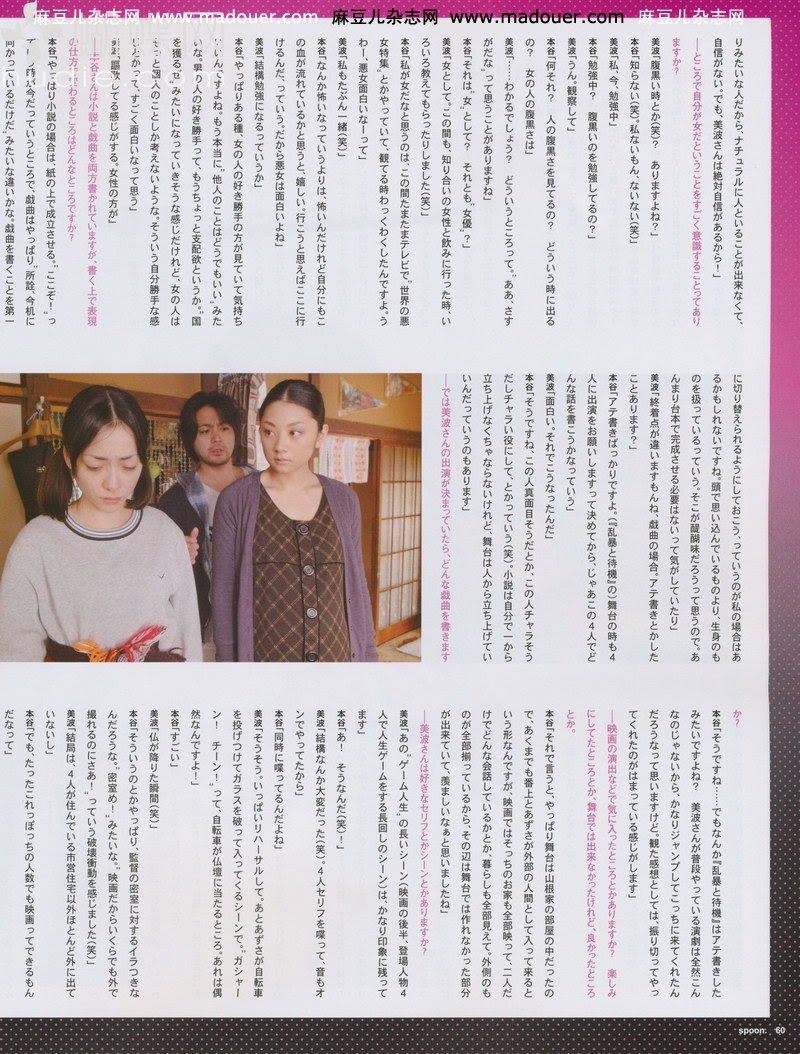 麻豆儿杂志网 www.madouer.com 麻豆儿杂志网 www.madouer.com 麻豆儿杂志网
りみたいな人だから、ナチュラルに人といることが出来なくて、
自信がない。でも、美波さんは絶対自信があるから！
―ところで自分が女だということをすごく意識することってあり
ますか？
美波「腹黒い時とか（笑）？　ありますよね？」
本谷「知らない（笑）。私ないもん、ないない（笑）」
美波「私、今、勉強中」
本谷「勉強中？　腹黒いのを勉強してるの？」
美波「うん。観察して」
本谷「何それ？　人の腹黒さを見てるの？　どういう時に出る
の？　女の人の腹黒さは」
美波「……わかるでしょう？　どういうところって。“ああ、さす
がだな”って思うことがありますね」
本谷「それは、“女”として？　それとも、“女優”？」
美波「女として。この間も、知り合いの女性と飲みに行った時、い
ろいろ教えてもらったりしました（笑）」
本谷「私が女だなと思うのは、この間たまたまテレビで“世界の悪
女特集”とかやっていて、観てる時わっくわくしたんですよ。う
わー、悪女面白いなーって」
美波「私もたぶん一緒（笑）」
本谷「なんか怖いなっていうよりは、怖いんだけれど自分にもこ
の血が流れているかと思うと、嬉しい。行こうと思えばここに行
けるんだ、っていう。だから悪女は面白いよね」
美波「結構勉強になるっていうか」
本谷「やっぱりある種、女の人の好き勝手の方が見ていて気持ち
いいんですよね。もう本当に、“他人のことはどうでもいい”みた
いな。男の人の好き勝手って、もうちょっと支配欲というか。“国
を獲るぜ”みたいになっていきそうな感じだけれど、女の人は
もっと個人のことしか考えないような。そういう自分勝手な感
じとかって、すごく面白いなって思う」
美波「謳歌してる感じがする。女性の方が」
―本谷さんは小説と戯曲を両方書かれていますが、書く上で表現
の仕方で変わるところはどんなところですか？
本谷「やっぱり小説の場合は、紙の上で成立させる。“ここぞ！”っ
ていう時が今だっていうところで、戯曲はやっぱり、所詮、今机に
向かっているだけだ、みたいな違いかな。戯曲を書くことを第一
に切り替えられるようにしておこう、っていうのが私の場合はあ
るかもしれないですね。頭で思い込んでいるものより、生身のも
のを扱っているっていう。そこが醍醐味だろうって思うので。あ
んまり台本で完成させる必要はないって気がしていたり」
美波「終着点が違いますもんね、戯曲の場合。アテ書きとかした
ことあります？」
本谷「アテ書きばっかりですよ。（『乱暴と待機』の）舞台の時も4
人に出演をお願いしますって決めてから、じゃあこの4人でど
んな話を書こうかなっていう」
美波「面白い。それでこうなったんだ」
本谷「そうですね。この人真面目そうだとか、この人チャラそう
だしチャラい役にして、とかっていう（笑）。小説は自分で一から
立ち上げなくちゃならないけれど、舞台は人から立ち上げてい
いんだっていうのもあります」
―では美波さんの出演が決まっていたら、どんな戯曲を書きます
か？
本谷「そうですね……でもなんか『乱暴と待機』はアテ書きした
みたいですよね？　美波さんが普段やっている演劇は全然こん
なのじゃないから、かなりジャンプしてこっちに来てくれたん
だろうなって思いますけど。観た感想としては、振り切ってやっ
てくれたのがはまっている感じがします」
―映画の演出などで気に入ったところとかありますか？　楽しみ
にしてたところとか、舞台では出来なかったけれど、良かったところ
とか。
本谷「それで言うと、やっぱり舞台は山根家の部屋の中だったの
で、あくまでも番上とあずさが外部の人間として入って来ると
いう形なんですが、映画ではそっちのお家も全部映って、二人だ
けでどんな会話しているかとか、暮らしも全部見えて。外側のも
のが全部揃っているから、その辺は舞台では作れなかった部分
が出来ていて、羨ましいなぁと思いましたね」
―美波さんは好きなセリフとかシーンとかありますか？
美波「あの、“ゲーム人生”の長いシーン（映画の後半、登場人物4
人で人生ゲームをする長回しのシーン）は、かなり印象に残って
ます」
本谷「あ！　そうなんだ（笑）！」
美波「結構なんか大変だった（笑）。4人セリフを喋って、音もオ
ンでやってたから」
本谷「同時に喋ってるんだよね」
美波「そうそう。いっぱいリハーサルして。あとあずさが自転車
を投げつけてガラスを破って入ってくるシーンで、“ガシャー
ン！　チーン！”って、自転車が仏壇に当たるところ。あれは偶
然なんですよ！」
本谷「すごい」
美波「仏が降りた瞬間（笑）」
本谷「そういうのとかやっぱり、監督の密室に対するイラつきな
んだろうな。“密室め！”みたいな。“映画だからいくらでも外で
撮れるのにさあ！”っていう破壊衝動を感じました（笑）」
美波「結局は、4人が住んでいる市営住宅以外ほとんど外に出て
いないし」
本谷「でも、たったこれっぽっちの人数でも映画ってできるもん
だなって」
spoon. 60